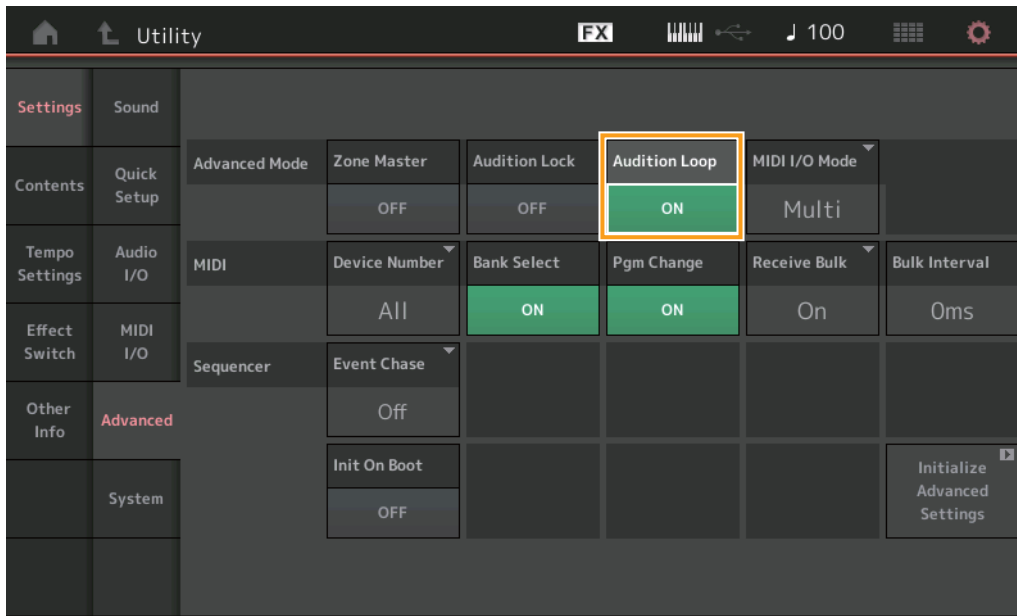 Utility FX ♩ 100
Settings
Contents
Tempo
Settings
Effect
Switch
Other
Info
Sound
Quick
Setup
Audio
I/O
MIDI
I/O
Advanced
System
Advanced Mode
Zone Master
OFF
Audition Lock
OFF
Audition Loop
ON
MIDI I/O Mode
Multi
MIDI
Device Number
All
Bank Select
ON
Pgm Change
ON
Receive Bulk
On
Bulk Interval
0ms
Sequencer
Event Chase
Off
Init On Boot
OFF
Initialize
Advanced
Settings